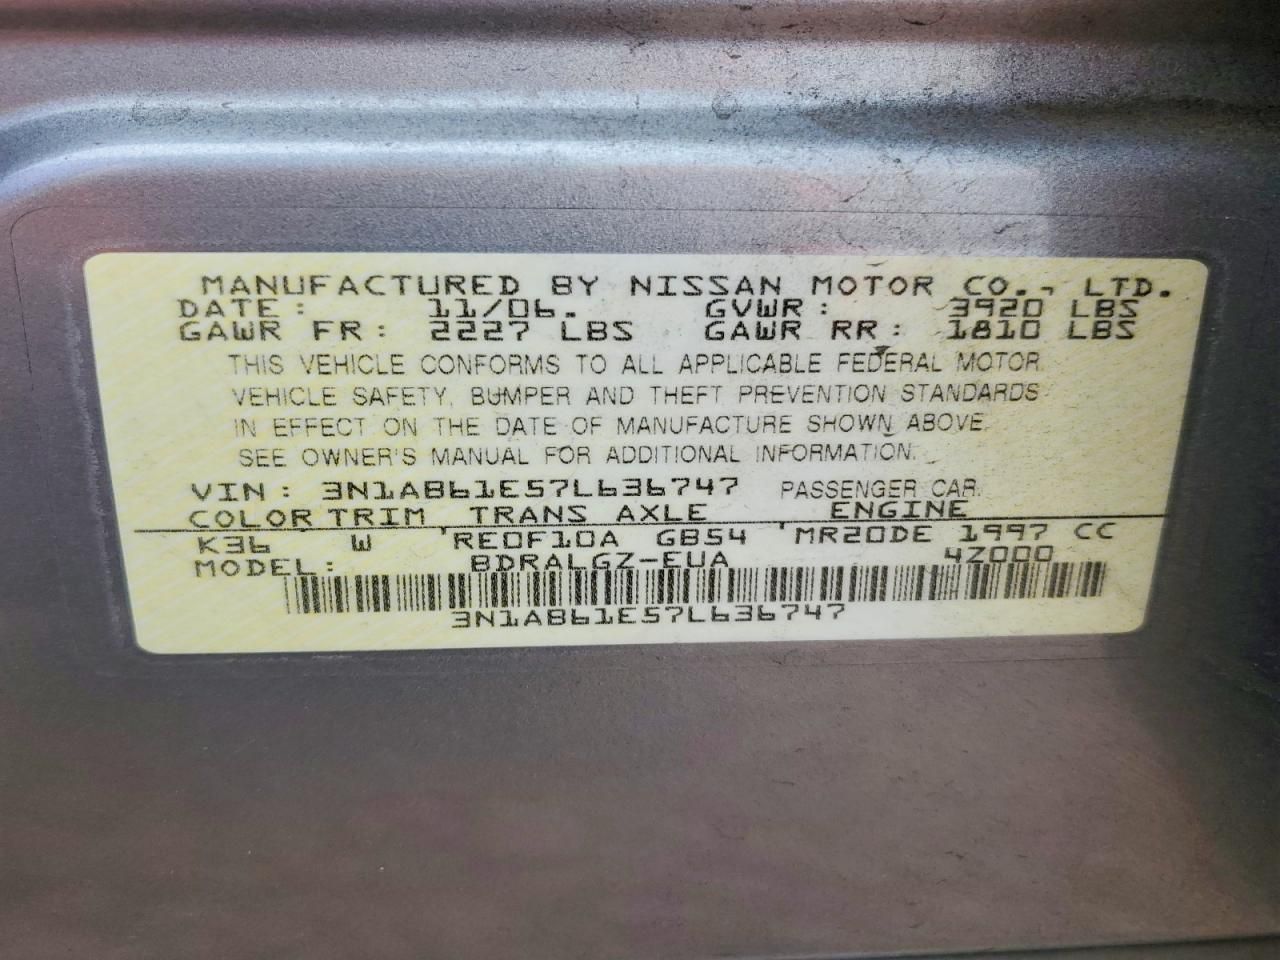 MANUFACTURED BY NISSAN MOTOR CO., LTD.
DATE: 11/06. GVWR: 3920 LBS
GAWR FR: 2227 LBS GAWR RR: 1810 LBS
THIS VEHICLE CONFORMS TO ALL APPLICABLE FEDERAL MOTOR
VEHICLE SAFETY, BUMPER AND THEFT PREVENTION STANDARDS
IN EFFECT ON THE DATE OF MANUFACTURE SHOWN ABOVE.
SEE OWNER'S MANUAL FOR ADDITIONAL INFORMATION.
VIN: 3N1AB61E57L636747 PASSENGER CAR.
COLOR TRIM TRANS AXLE ENGINE
K36 W RE0F10A GB54 MR20DE 1997 CC
MODEL: BDRALGZ-EUA 4Z000
3N1AB61E57L636747